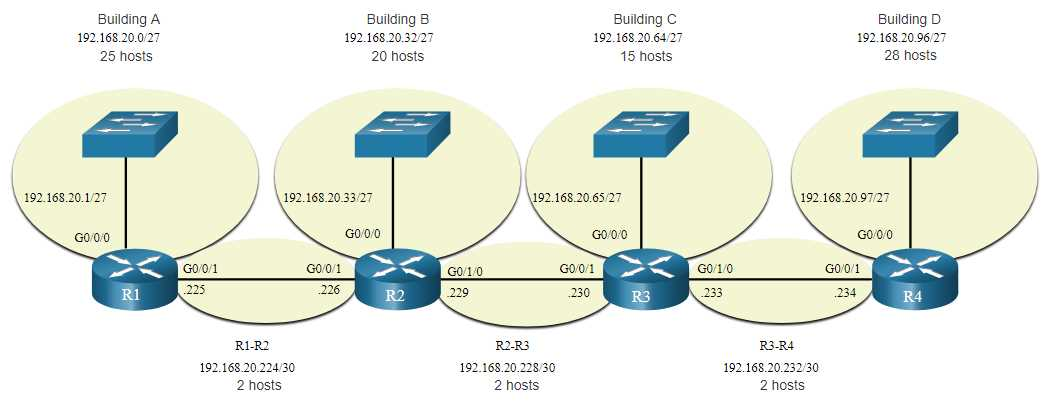 Building A
192.168.20.0/27
25 hosts
Building B
192.168.20.32/27
20 hosts
Building C
192.168.20.64/27
15 hosts
Building D
192.168.20.96/27
28 hosts
192.168.20.1/27
192.168.20.33/27
192.168.20.65/27
192.168.20.97/27
G0/0/0
G0/0/0
G0/0/0
G0/0/0
R1
G0/0/1
.225
G0/0/1
.226
R2
G0/1/0
.229
G0/0/1
.230
R3
G0/1/0
.233
G0/0/1
.234
R4
R1-R2
192.168.20.224/30
2 hosts
R2-R3
192.168.20.228/30
2 hosts
R3-R4
192.168.20.232/30
2 hosts